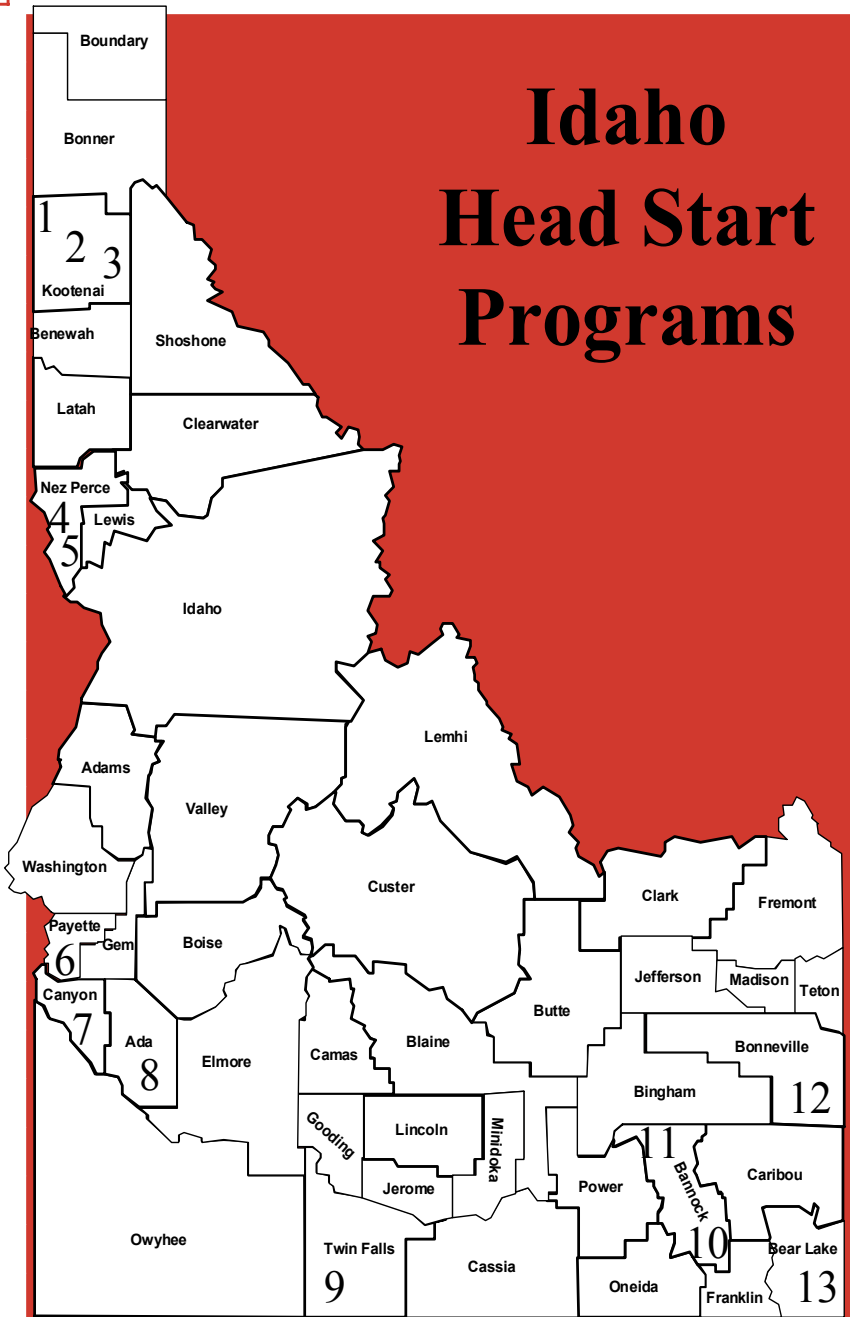 Idaho
Head Start
Programs
Boundary
Bonner
1
2
3
Kootenai
Benewah
Shoshone
Latah
Clearwater
Nez Perce
4
Lewis
5
Idaho
Lemhi
Adams
Valley
Washington
Custer
Clark
Fremont
Payette
6
Gem
Boise
Jefferson
Madison
Teton
Canyon
7
Ada
8
Elmore
Camas
Blaine
Butte
Bonneville
12
Bingham
Gooding
Lincoln
Minidoka
Jerome
Power
11
Bannock
10
Caribou
Owyhee
Twin Falls
9
Cassia
Oneida
Franklin
Bear Lake
13